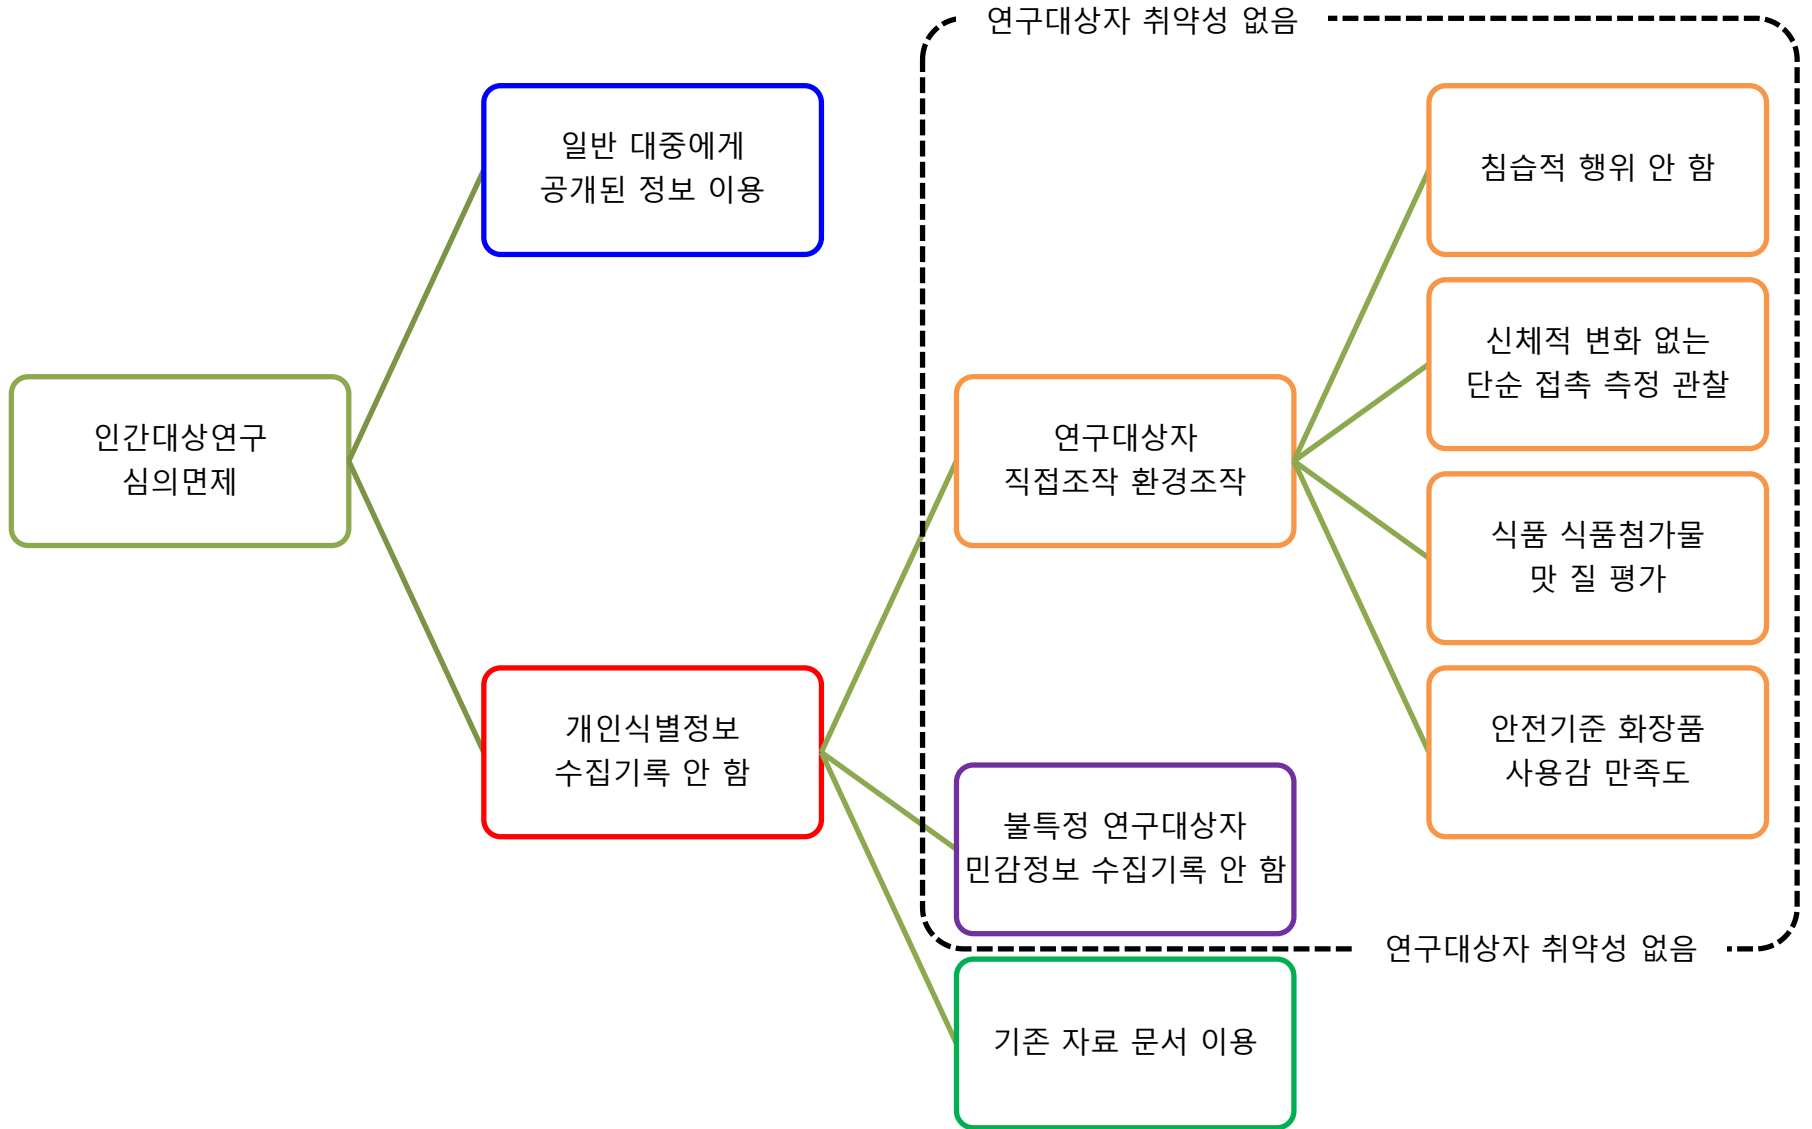 연구대상자 취약성 없음
일반 대중에게
공개된 정보 이용
침습적 행위 안 함
신체적 변화 없는
단순 접촉 측정 관찰
인간대상연구
심의면제
연구대상자
직접조작 환경조작
식품 식품첨가물
맛 질 평가
개인식별정보
수집기록 안 함
안전기준 화장품
사용감 만족도
불특정 연구대상자
민감정보 수집기록 안 함
연구대상자 취약성 없음
기존 자료 문서 이용